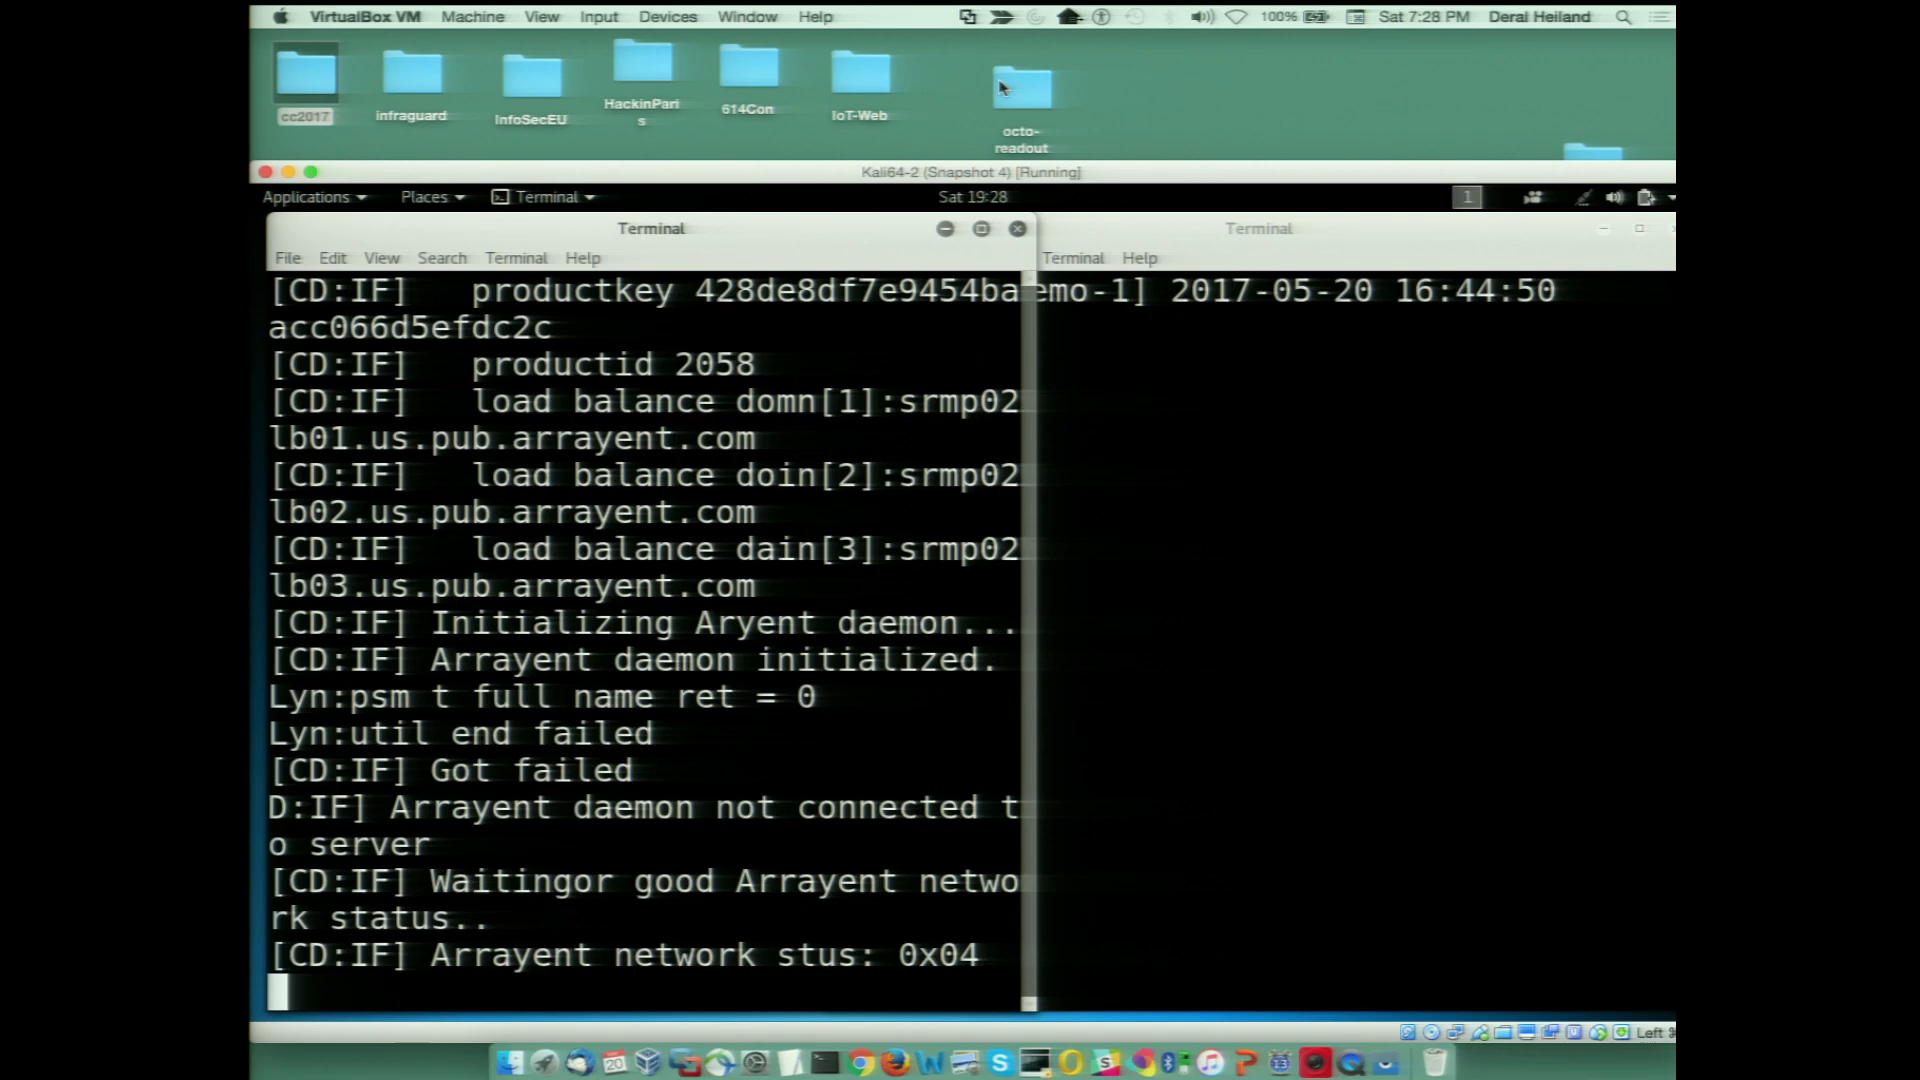 VirtualBox VM Machine View Input Devices Window Help 100% Sat 7:28 PM Deral Heiland
cc2017
infraguard
InfoSecEU
HackinPari
s
614Con
IoT-Web
octo-
readout
Kali64-2 (Snapshot 4) [Running]
Applications Places Terminal Sat 19:28 1
Terminal
Terminal
File Edit View Search Terminal Help
Terminal Help
[CD:IF]   productkey 428de8df7e9454ba
acc066d5efdc2c
[CD:IF]   productid 2058
[CD:IF]   load balance domn[1]:srmp02
lb01.us.pub.arrayent.com
[CD:IF]   load balance doin[2]:srmp02
lb02.us.pub.arrayent.com
[CD:IF]   load balance dain[3]:srmp02
lb03.us.pub.arrayent.com
[CD:IF] Initializing Aryent daemon...
[CD:IF] Arrayent daemon initialized.
Lyn:psm t full name ret = 0
Lyn:util end failed
[CD:IF] Got failed
D:IF] Arrayent daemon not connected t
o server
[CD:IF] Waitingor good Arrayent netwo
rk status..
[CD:IF] Arrayent network stus: 0x04
emo-1] 2017-05-20 16:44:50
Left
20